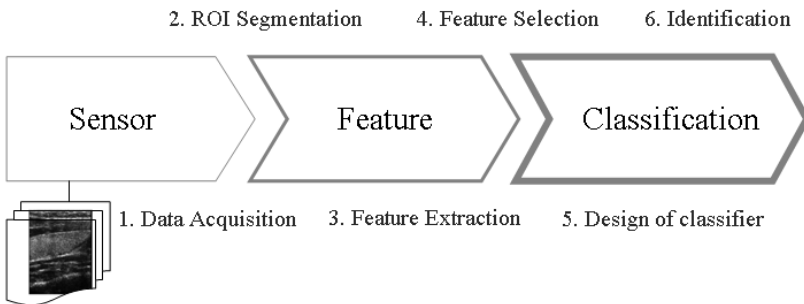 2. ROI Segmentation 4. Feature Selection 6. Identification
Sensor Feature Classification
1. Data Acquisition 3. Feature Extraction 5. Design of classifier